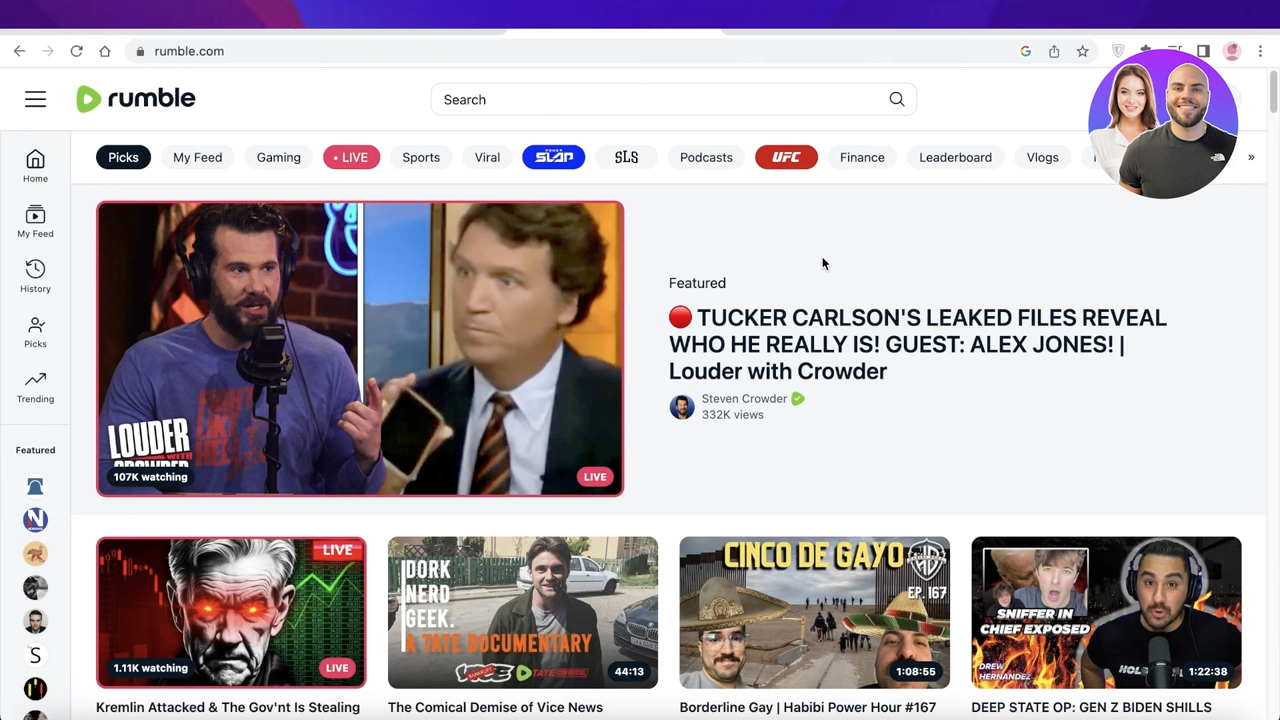 rumble.com
rumble
Search
Picks
My Feed
Gaming
• LIVE
Sports
Viral
POWER SLAP
SLS
Podcasts
UFC
Finance
Leaderboard
Vlogs
»
Home
My Feed
History
Picks
Trending
Featured
N
S
LOUDER
WITH
CROWDER
107K watching
LIVE
Featured
TUCKER CARLSON'S LEAKED FILES REVEAL
WHO HE REALLY IS! GUEST: ALEX JONES! |
Louder with Crowder
Steven Crowder
332K views
LIVE
1.11K watching
LIVE
Kremlin Attacked & The Gov'nt Is Stealing
DORK
NERD
GEEK.
A TATE DOCUMENTARY
VICE
TATE
44:13
The Comical Demise of Vice News
CINCO DE GAYO
EP. 167
1:08:55
Borderline Gay | Habibi Power Hour #167
SNIFFER IN
CHIEF EXPOSED
DREW
HERNANDEZ
1:22:38
DEEP STATE OP: GEN Z BIDEN SHILLS